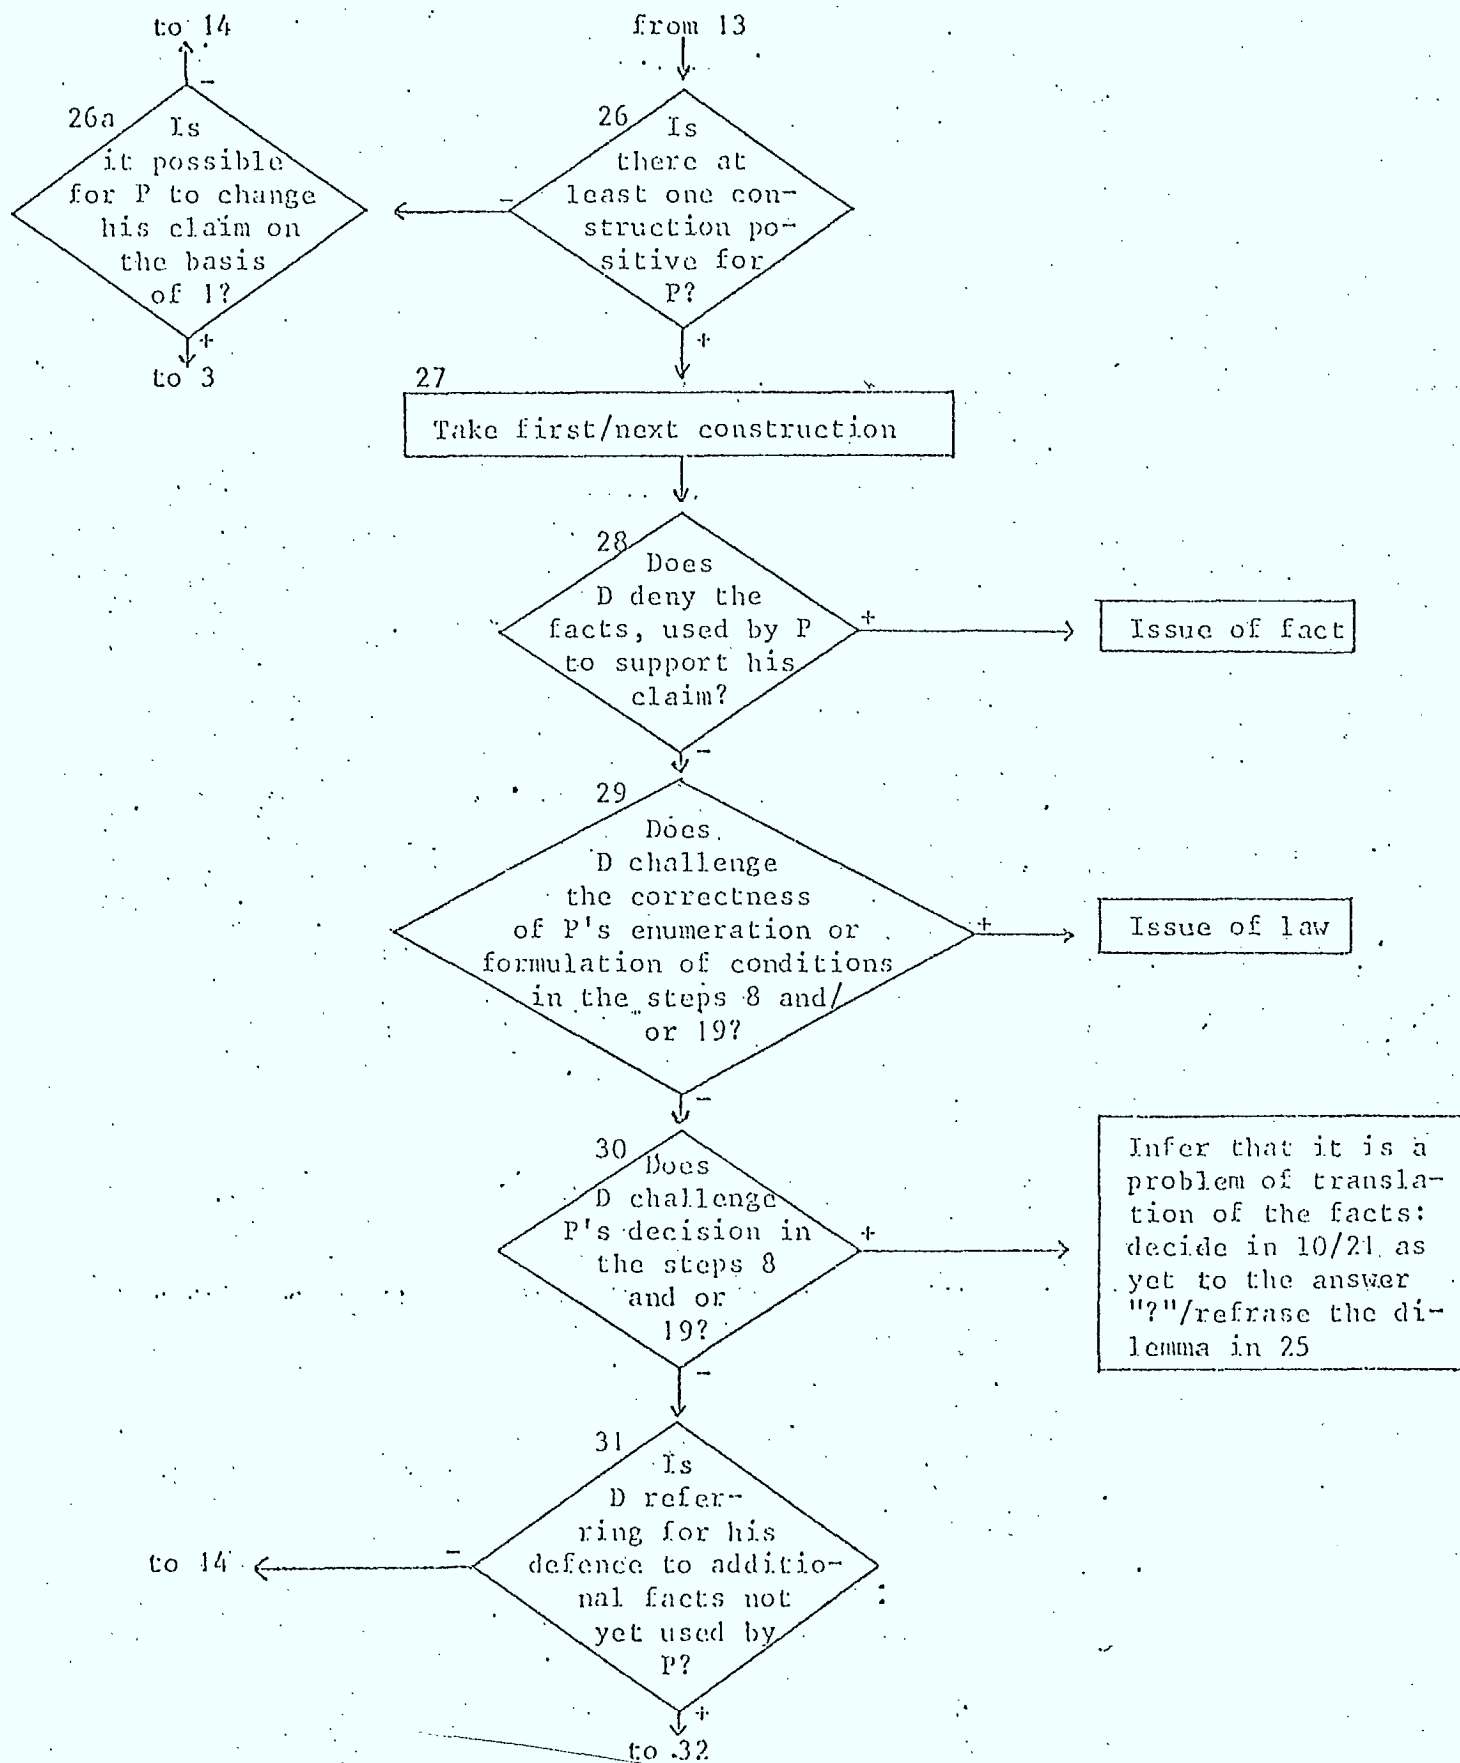 to 14
from 13
-
26a
Is
it possible
for P to change
his claim on
the basis
of 1?
+
to 3
26
Is
there at
least one con-
struction po-
sitive for
P?
-
+
27
Take first/next construction
28
Does
D deny the
facts, used by P
to support his
claim?
+
Issue of fact
-
29
Does
D challenge
the correctness
of P's enumeration or
formulation of conditions
in the steps 8 and/
or 19?
+
Issue of law
-
30
Does
D challenge
P's decision in
the steps 8
and or
19?
+
Infer that it is a
problem of transla-
tion of the facts:
decide in 10/21 as
yet to the answer
"?"/refrase the di-
lemma in 25
-
31
Is
D refer-
ring for his
defence to additio-
nal facts not
yet used by
P?
-
to 14
+
to 32